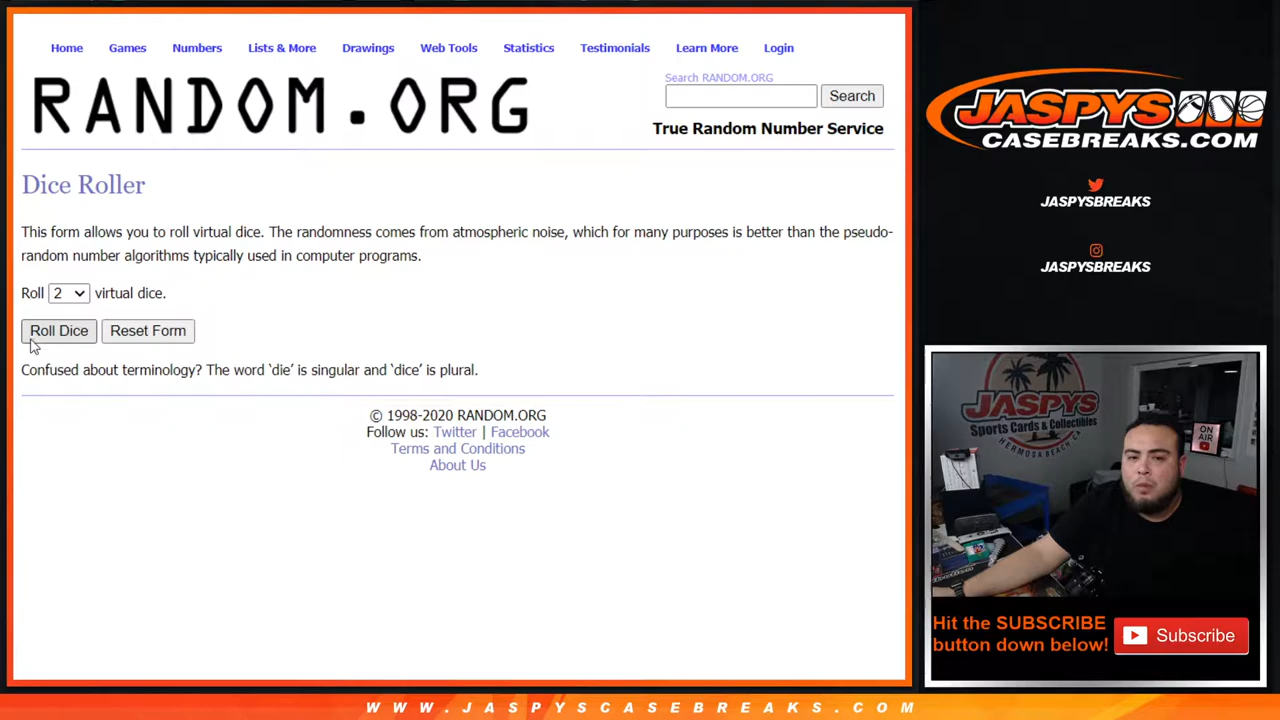 Home Games Numbers Lists & More Drawings Web Tools Statistics Testimonials Learn More Login
RANDOM.ORG
Search RANDOM.ORG
Search
True Random Number Service
Dice Roller
This form allows you to roll virtual dice. The randomness comes from atmospheric noise, which for many purposes is better than the pseudo-
random number algorithms typically used in computer programs.
Roll 2 virtual dice.
Roll Dice Reset Form
Confused about terminology? The word ‘die’ is singular and ‘dice’ is plural.
© 1998-2020 RANDOM.ORG
Follow us: Twitter | Facebook
Terms and Conditions
About Us
JASPYS
CASEBREAKS.COM
JASPYSBREAKS
JASPYSBREAKS
JASPYS
Sports Cards & Collectibles
HERMOSA BEACH CA
ON
AIR
Hit the SUBSCRIBE
button down below!
Subscribe
WWW.JASPYSCASEBREAKS.COM